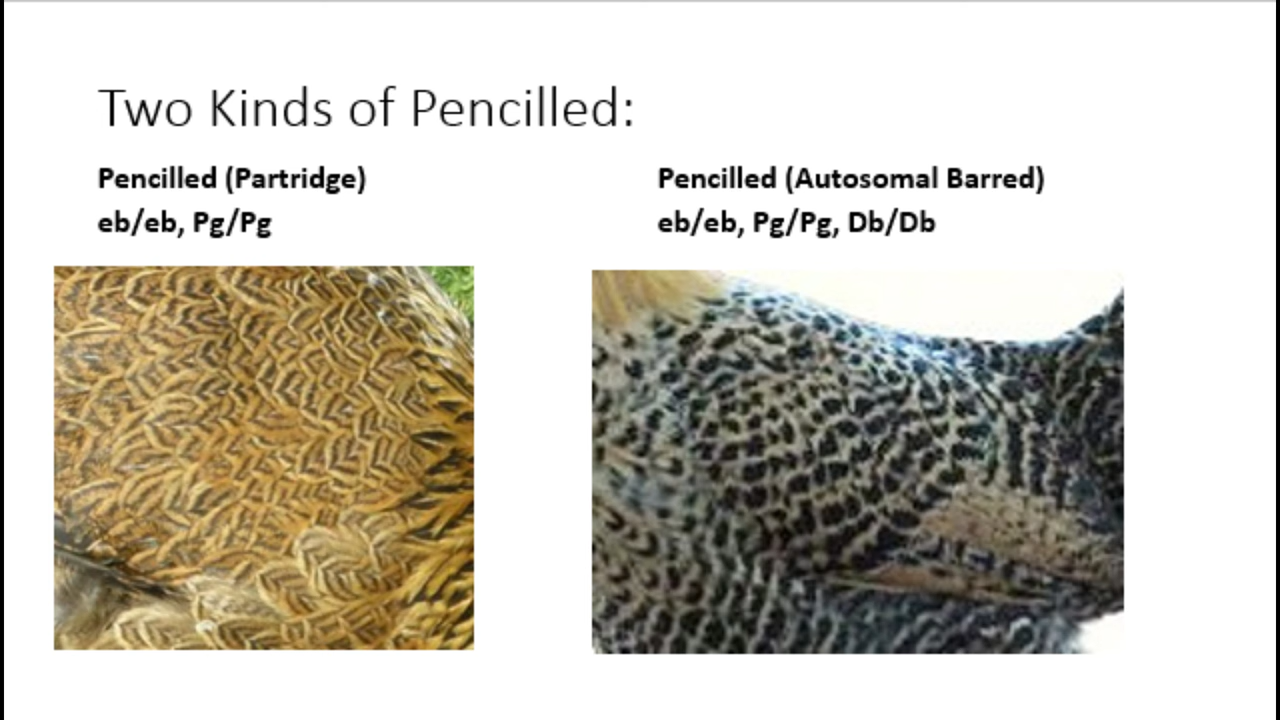 Two Kinds of Pencilled:
Pencilled (Partridge)
eb/eb, Pg/Pg
Pencilled (Autosomal Barred)
eb/eb, Pg/Pg, Db/Db